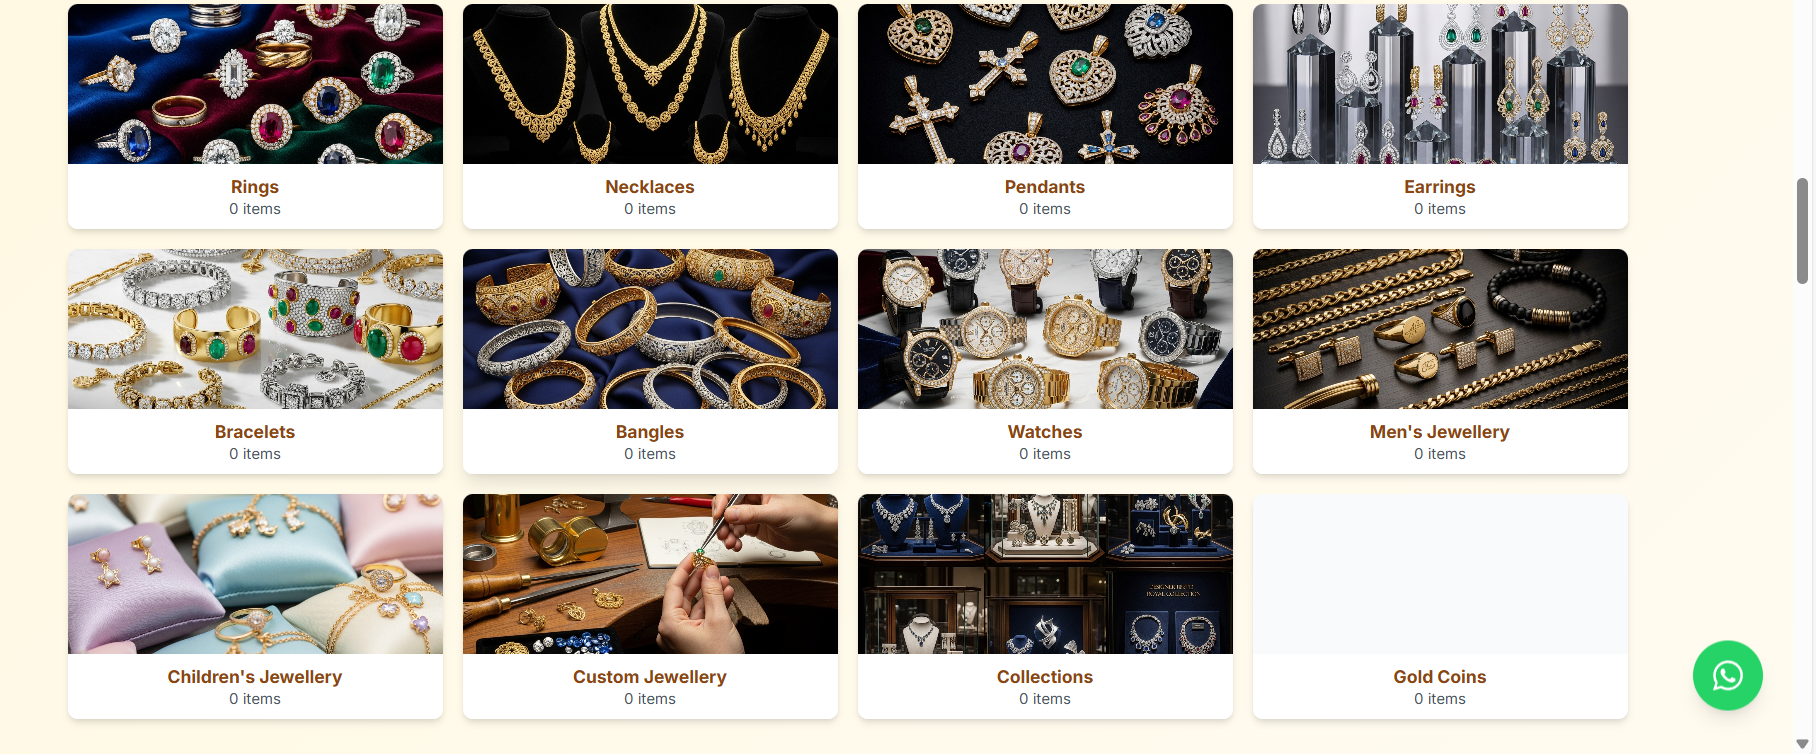 Rings
0 items
Necklaces
0 items
Pendants
0 items
Earrings
0 items
Bracelets
0 items
Bangles
0 items
Watches
0 items
Men's Jewellery
0 items
Children's Jewellery
0 items
Custom Jewellery
0 items
Collections
0 items
Gold Coins
0 items